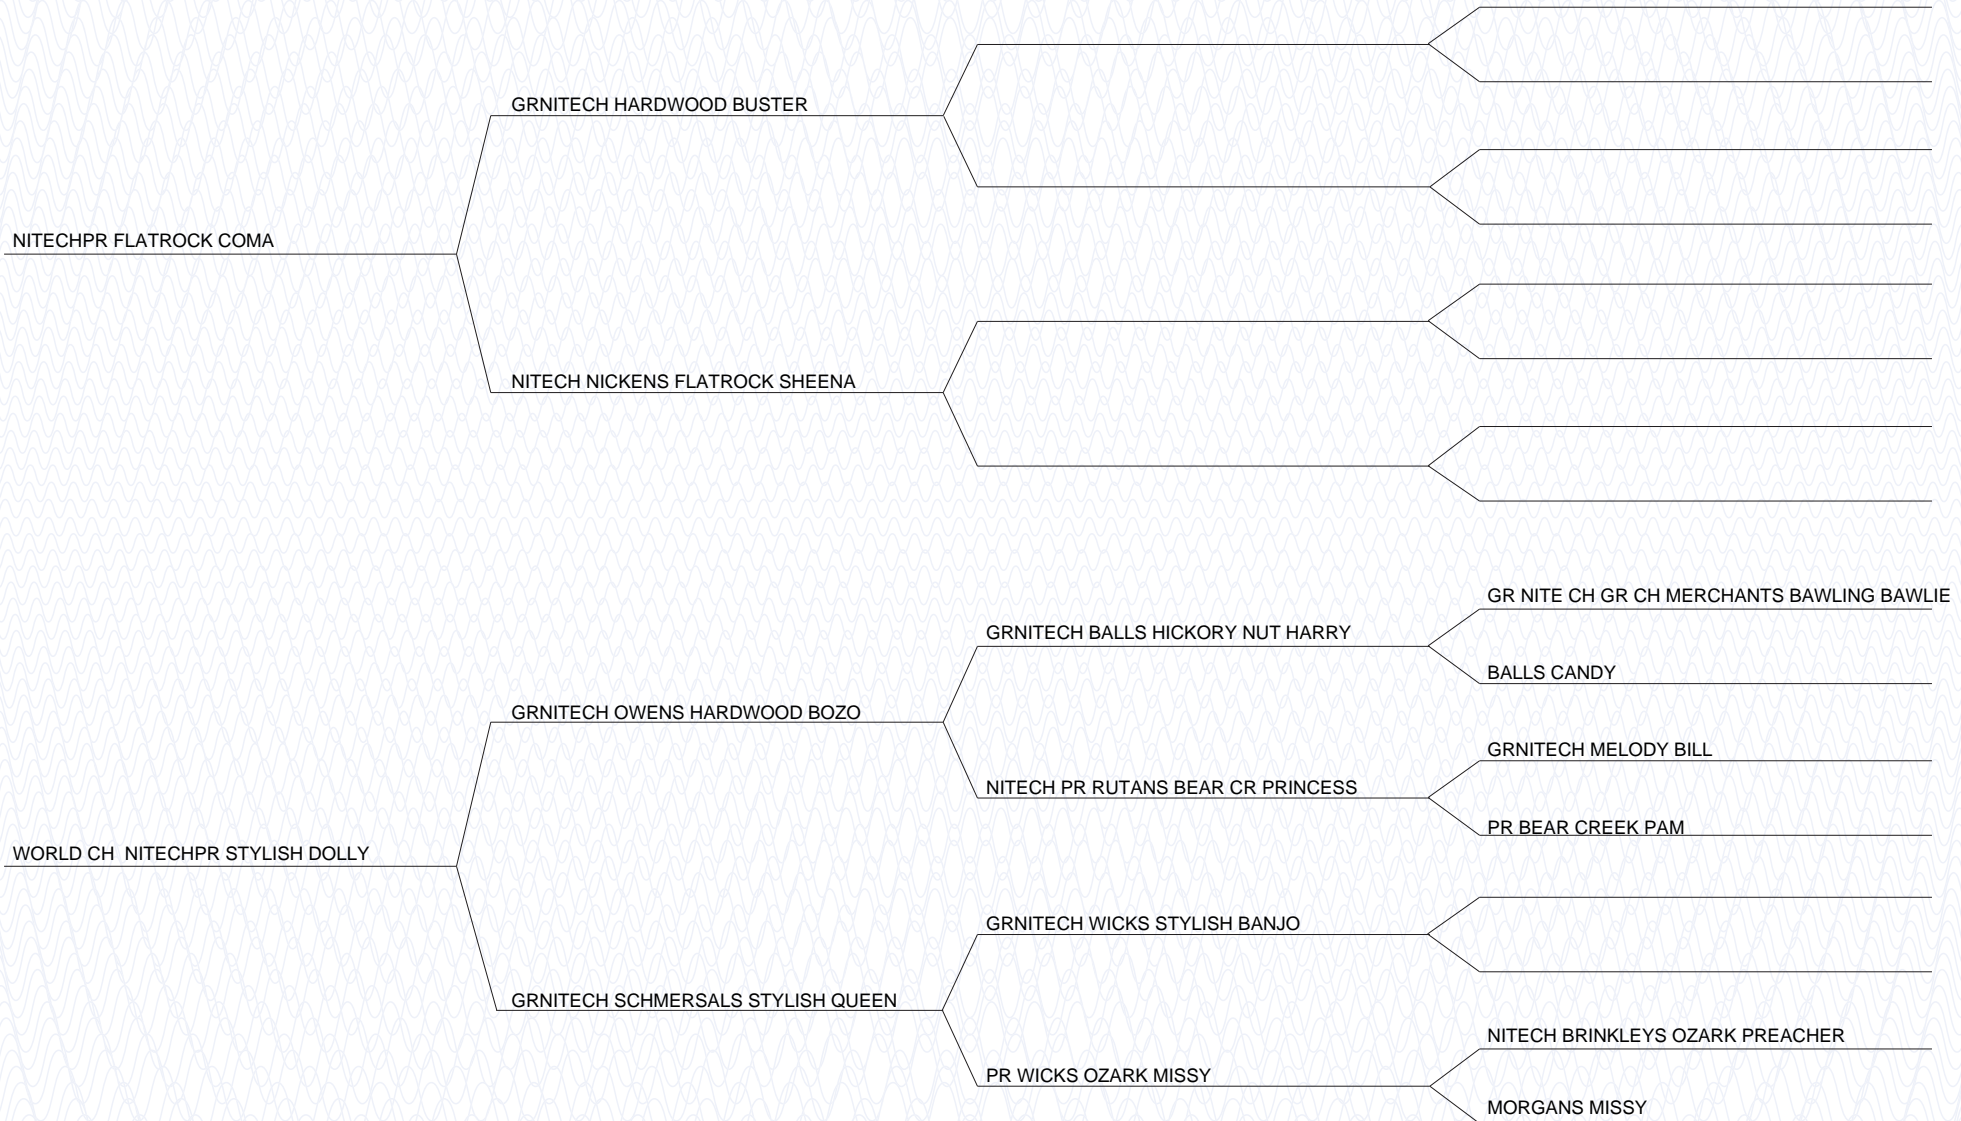 GRNITECH HARDWOOD BUSTER
NITECHPR FLATROCK COMA
NITECH NICKENS FLATROCK SHEENA
GR NITE CH GR CH MERCHANTS BAWLING BAWLIE
GRNITECH BALLS HICKORY NUT HARRY
BALLS CANDY
GRNITECH OWENS HARDWOOD BOZO
GRNITECH MELODY BILL
NITECH PR RUTANS BEAR CR PRINCESS
PR BEAR CREEK PAM
WORLD CH  NITECHPR STYLISH DOLLY
GRNITECH WICKS STYLISH BANJO
GRNITECH SCHMERSALS STYLISH QUEEN
NITECH BRINKLEYS OZARK PREACHER
PR WICKS OZARK MISSY
MORGANS MISSY